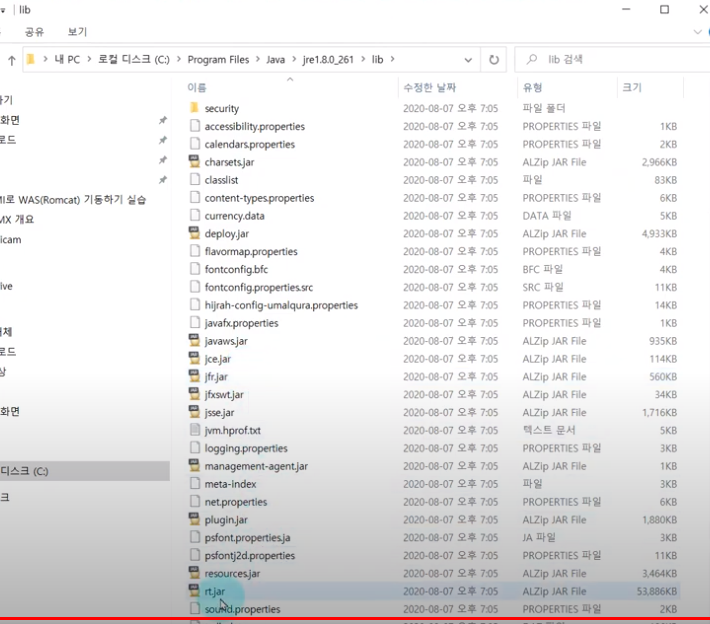 lib
공유 보기
내 PC > 로컬 디스크 (C:) > Program Files > Java > jre1.8.0_261 > lib >
lib 검색
이름 수정한 날짜 유형 크기
security 2020-08-07 오후 7:05 파일 폴더
accessibility.properties 2020-08-07 오후 7:05 PROPERTIES 파일 1KB
calendars.properties 2020-08-07 오후 7:05 PROPERTIES 파일 2KB
charsets.jar 2020-08-07 오후 7:05 ALZip JAR File 2,966KB
classlist 2020-08-07 오후 7:05 파일 83KB
content-types.properties 2020-08-07 오후 7:05 PROPERTIES 파일 6KB
currency.data 2020-08-07 오후 7:05 DATA 파일 5KB
deploy.jar 2020-08-07 오후 7:05 ALZip JAR File 4,933KB
flavormap.properties 2020-08-07 오후 7:05 PROPERTIES 파일 4KB
fontconfig.bfc 2020-08-07 오후 7:05 BFC 파일 4KB
fontconfig.properties.src 2020-08-07 오후 7:05 SRC 파일 11KB
hijrah-config-umalqura.properties 2020-08-07 오후 7:05 PROPERTIES 파일 14KB
javafx.properties 2020-08-07 오후 7:05 PROPERTIES 파일 1KB
javaws.jar 2020-08-07 오후 7:05 ALZip JAR File 935KB
jce.jar 2020-08-07 오후 7:05 ALZip JAR File 114KB
jfr.jar 2020-08-07 오후 7:05 ALZip JAR File 560KB
jfxswt.jar 2020-08-07 오후 7:05 ALZip JAR File 34KB
jsse.jar 2020-08-07 오후 7:05 ALZip JAR File 1,716KB
jvm.hprof.txt 2020-08-07 오후 7:05 텍스트 문서 5KB
logging.properties 2020-08-07 오후 7:05 PROPERTIES 파일 3KB
management-agent.jar 2020-08-07 오후 7:05 ALZip JAR File 1KB
meta-index 2020-08-07 오후 7:05 파일 3KB
net.properties 2020-08-07 오후 7:05 PROPERTIES 파일 6KB
plugin.jar 2020-08-07 오후 7:05 ALZip JAR File 1,880KB
psfont.properties.ja 2020-08-07 오후 7:05 JA 파일 3KB
psfontj2d.properties 2020-08-07 오후 7:05 PROPERTIES 파일 11KB
resources.jar 2020-08-07 오후 7:05 ALZip JAR File 3,464KB
rt.jar 2020-08-07 오후 7:05 ALZip JAR File 53,886KB
sound.properties 2020-08-07 오후 7:05 PROPERTIES 파일 2KB
가기
화면
로드
MI로 WAS(Romcat) 기동하기 실습
MX 개요
icam
ive
체
로드
상
화면
디스크 (C:)
크